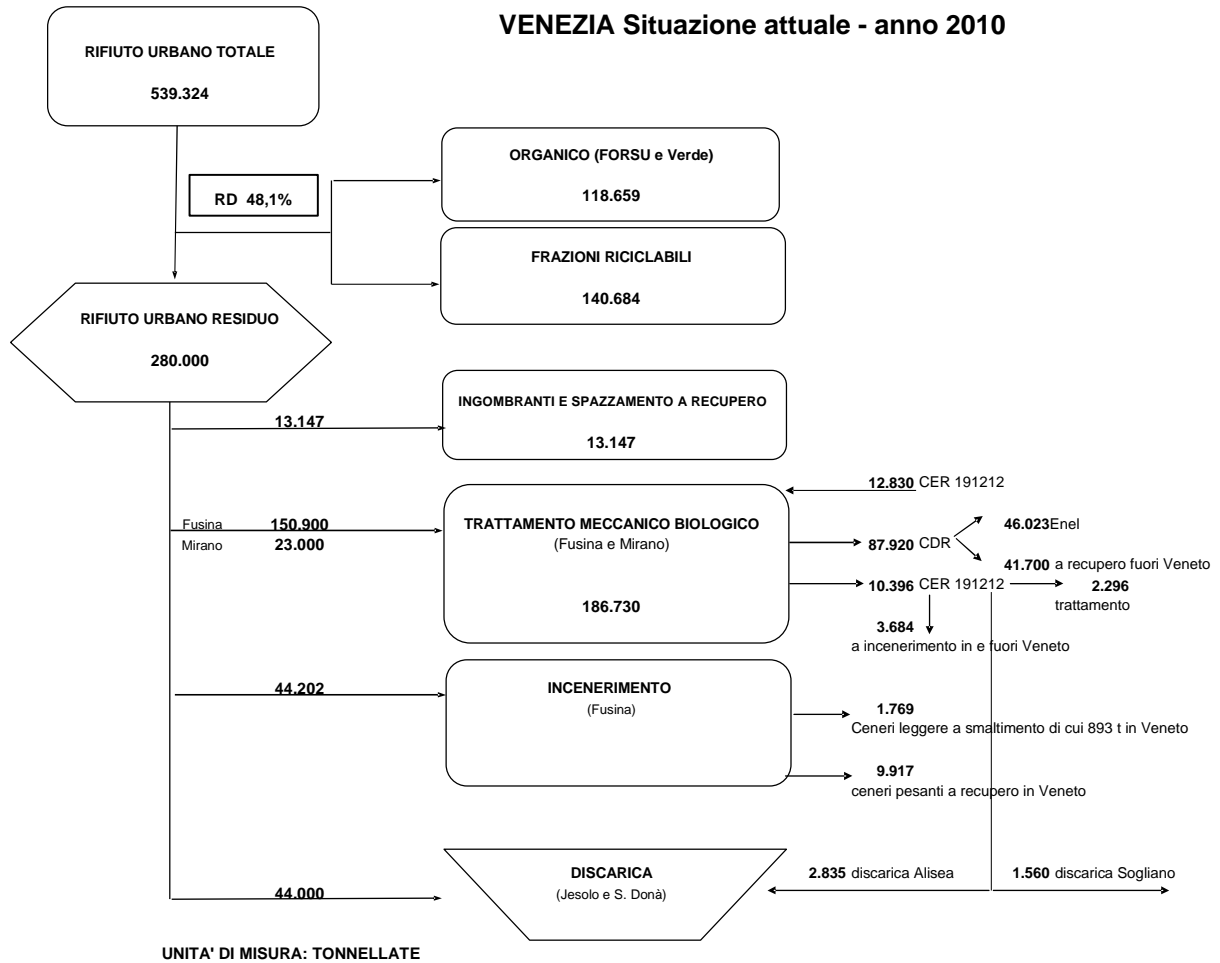 VENEZIA Situazione attuale - anno 2010
RIFIUTO URBANO TOTALE
539.324
ORGANICO (FORSU e Verde)
118.659
RD 48,1%
FRAZIONI RICICLABILI
140.684
RIFIUTO URBANO RESIDUO
280.000
INGOMBRANTI E SPAZZAMENTO A RECUPERO
13.147
13.147
12.830 CER 191212
Fusina 150.900
Mirano 23.000
TRATTAMENTO MECCANICO BIOLOGICO
(Fusina e Mirano)
186.730
46.023Enel
87.920 CDR
41.700 a recupero fuori Veneto
10.396 CER 191212
2.296
trattamento
3.684
a incenerimento in e fuori Veneto
44.202
INCENERIMENTO
(Fusina)
1.769
Ceneri leggere a smaltimento di cui 893 t in Veneto
9.917
ceneri pesanti a recupero in Veneto
44.000
DISCARICA
(Jesolo e S. Donà)
2.835 discarica Alisea
1.560 discarica Sogliano
UNITA' DI MISURA: TONNELLATE